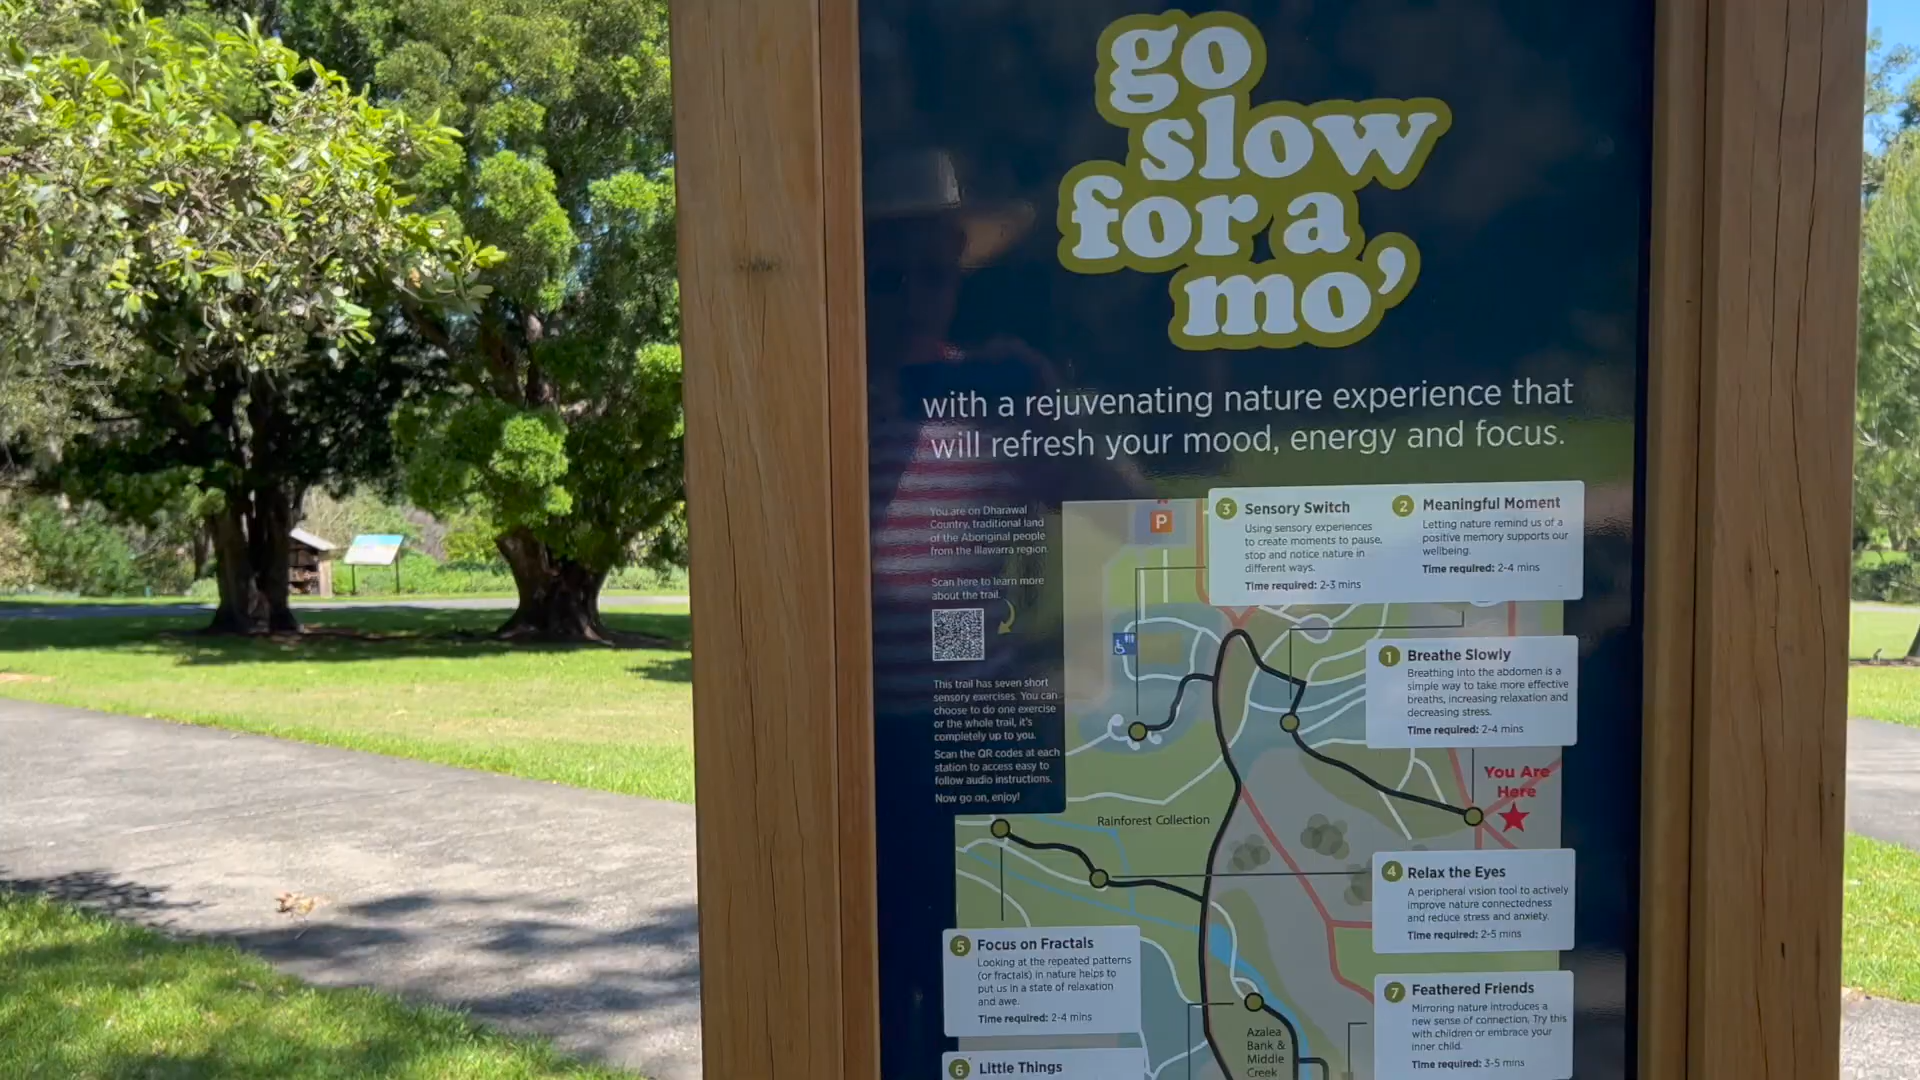 go
slow
for a
mo’
with a rejuvenating nature experience that
will refresh your mood, energy and focus.
You are on Dharawal
Country, traditional land
of the Aboriginal people
from the Illawarra region.
Scan here to learn more
about the trail.
This trail has seven short
sensory exercises. You can
choose to do one exercise
or the whole trail, it's
completely up to you.
Scan the QR codes at each
station to access easy to
follow audio instructions.
Now go on, enjoy!
P
3 Sensory Switch
Using sensory experiences
to create moments to pause,
stop and notice nature in
different ways.
Time required: 2-3 mins
2 Meaningful Moment
Letting nature remind us of a
positive memory supports our
wellbeing.
Time required: 2-4 mins
1 Breathe Slowly
Breathing into the abdomen is a
simple way to take more effective
breaths, increasing relaxation and
decreasing stress.
Time required: 2-4 mins
You Are
Here
Rainforest Collection
4 Relax the Eyes
A peripheral vision tool to actively
improve nature connectedness
and reduce stress and anxiety.
Time required: 2-5 mins
5 Focus on Fractals
Looking at the repeated patterns
(or fractals) in nature helps to
put us in a state of relaxation
and awe.
Time required: 2-4 mins
7 Feathered Friends
Mirroring nature introduces a
new sense of connection. Try this
with children or embrace your
inner child.
Time required: 3-5 mins
Azalea
Bank &
Middle
Creek
6 Little Things